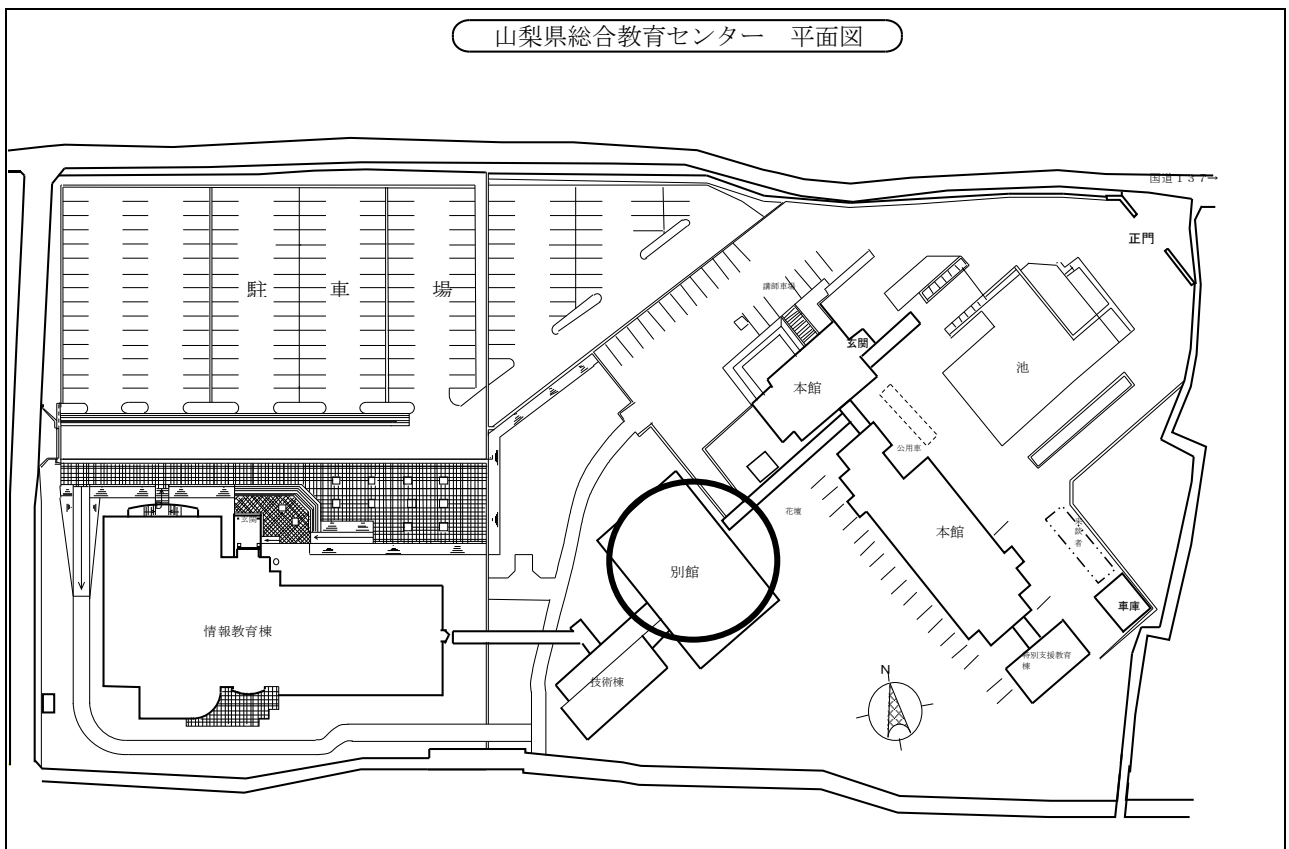 山梨県総合教育センター 平面図
国道137→
正門
駐車場
講師車場
玄関
本館
池
公用車
花壇
本館
玄関
別館
情報教育棟
技術棟
車庫
特別支援教育
棟
N